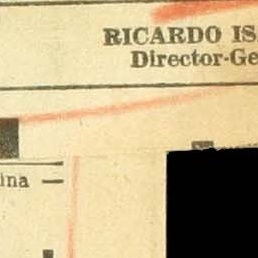 RICARDO IS
Director-Ge
ina —